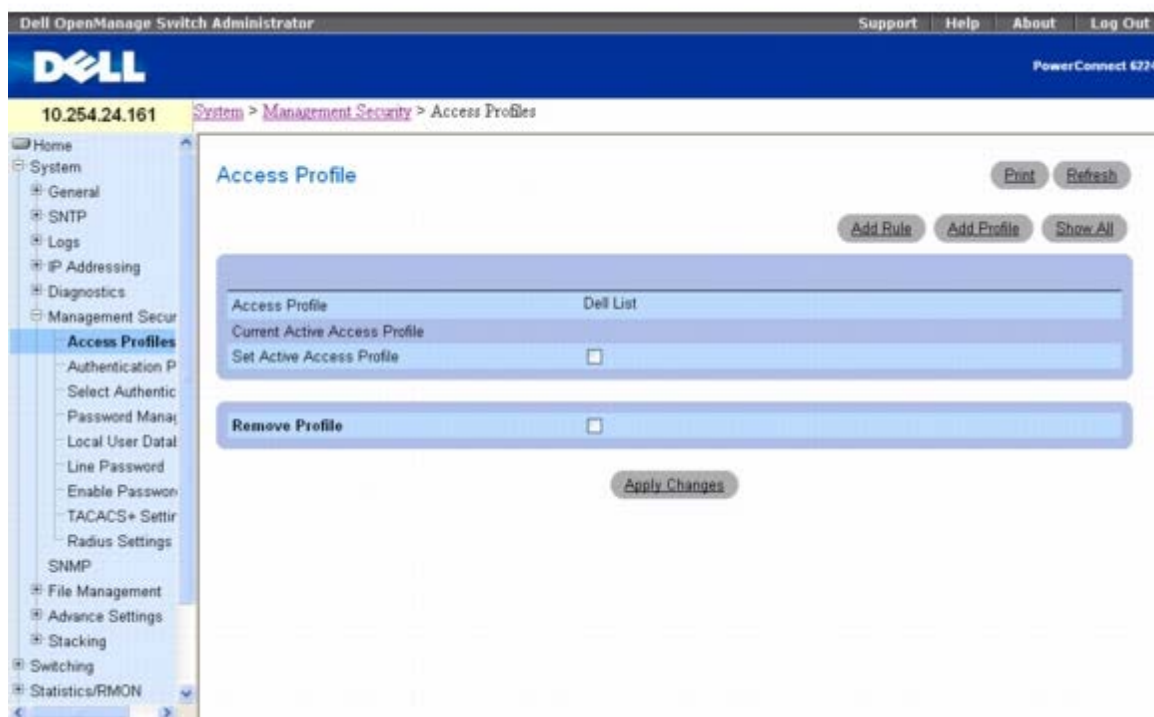 Dell OpenManage Switch Administrator Support Help About Log Out
DELL
PowerConnect 6224
10.254.24.161
System > Management Security > Access Profiles
Home
System
General
SNTP
Logs
IP Addressing
Diagnostics
Management Secur
Access Profiles
Authentication P
Select Authentic
Password Manag
Local User Datab
Line Password
Enable Passwor
TACACS+ Settin
Radius Settings
SNMP
File Management
Advance Settings
Stacking
Switching
Statistics/RMON
Access Profile
Print Refresh
Add Rule Add Profile Show All
Access Profile Dell List
Current Active Access Profile
Set Active Access Profile
Remove Profile
Apply Changes